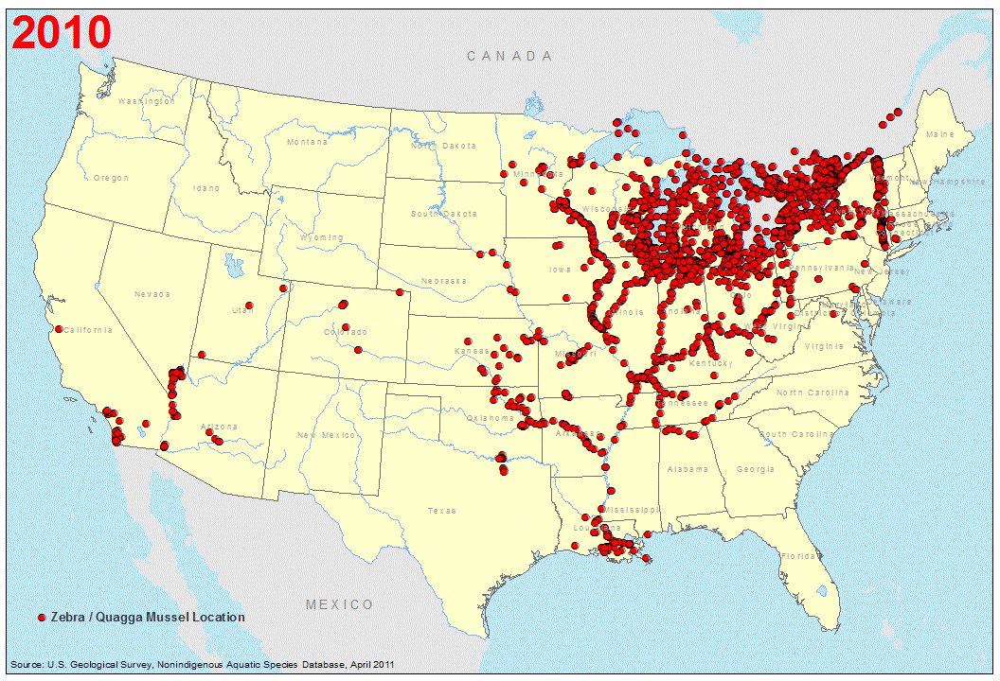 2010
CANADA
Washington
Montana
North Dakota
Minnesota
Maine
Oregon
Idaho
Vermont
New Hampshire
South Dakota
Wisconsin
Massachusetts
Wyoming
Iowa
Pennsylvania
New Jersey
Nebraska
Nevada
Utah
Ohio
Delaware
Illinois
Indiana
District of Columbia
California
Colorado
West Virginia
Kansas
Missouri
Virginia
Kentucky
North Carolina
Tennessee
Arizona
New Mexico
Oklahoma
Arkansas
South Carolina
Alabama
Georgia
Texas
Mississippi
Louisiana
Florida
MEXICO
Zebra / Quagga Mussel Location
Source: U.S. Geological Survey, Nonindigenous Aquatic Species Database, April 2011